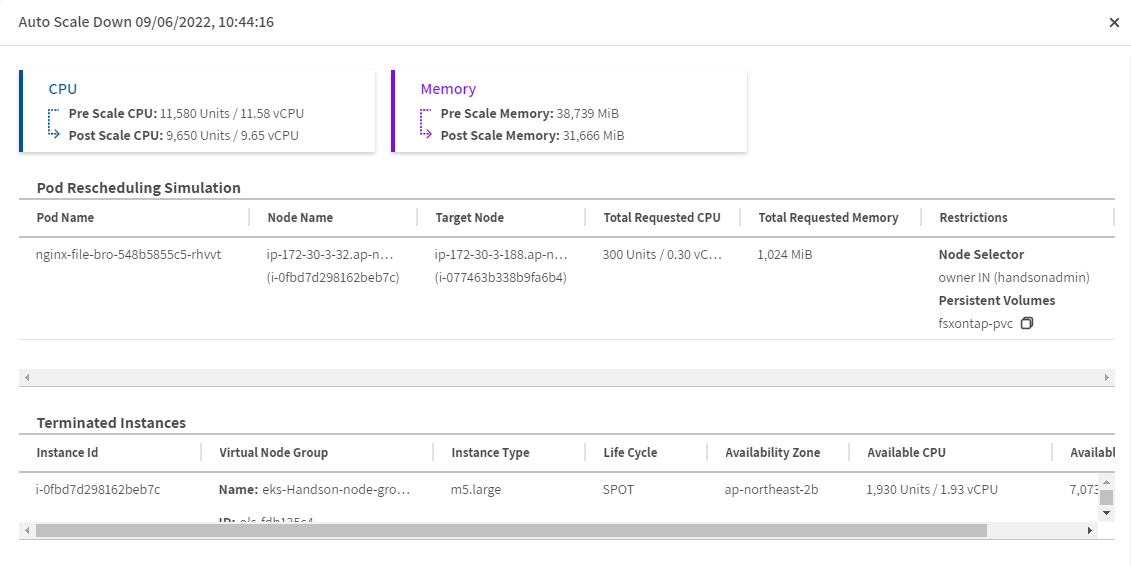 Auto Scale Down 09/06/2022, 10:44:16
CPU
Pre Scale CPU: 11,580 Units / 11.58 vCPU
Post Scale CPU: 9,650 Units / 9.65 vCPU
Memory
Pre Scale Memory: 38,739 MiB
Post Scale Memory: 31,666 MiB
Pod Rescheduling Simulation
Pod Name Node Name Target Node Total Requested CPU Total Requested Memory Restrictions
nginx-file-bro-548b5855c5-rhvvt ip-172-30-3-32.ap-n... ip-172-30-3-188.ap-n... 300 Units / 0.30 vC... 1,024 MiB Node Selector
(i-0fbd7d298162beb7c) (i-077463b338b9fa6b4) owner IN (handsonadmin)
Persistent Volumes
fsxontap-pvc
Terminated Instances
Instance Id Virtual Node Group Instance Type Life Cycle Availability Zone Available CPU Availabl
i-0fbd7d298162beb7c Name: eks-Handson-node-gro... m5.large SPOT ap-northeast-2b 1,930 Units / 1.93 vCPU 7,073
ID: